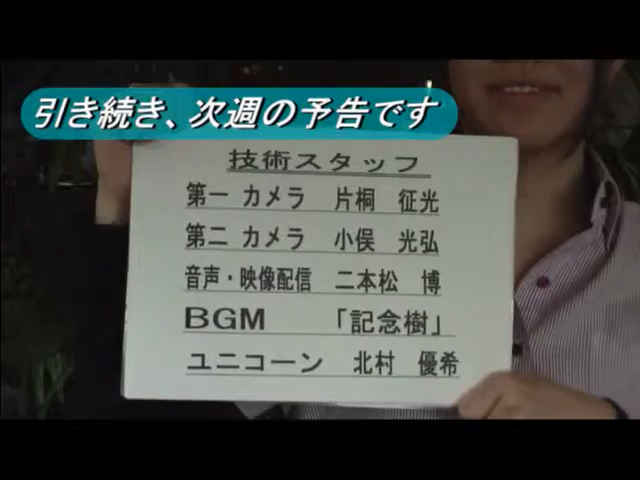 引き続き、次週の予告です
技術スタッフ
第一 カメラ 片桐 征光
第二 カメラ 小俣 光弘
音声・映像配信 二本松 博
BGM 「記念樹」
ユニコーン 北村 優希